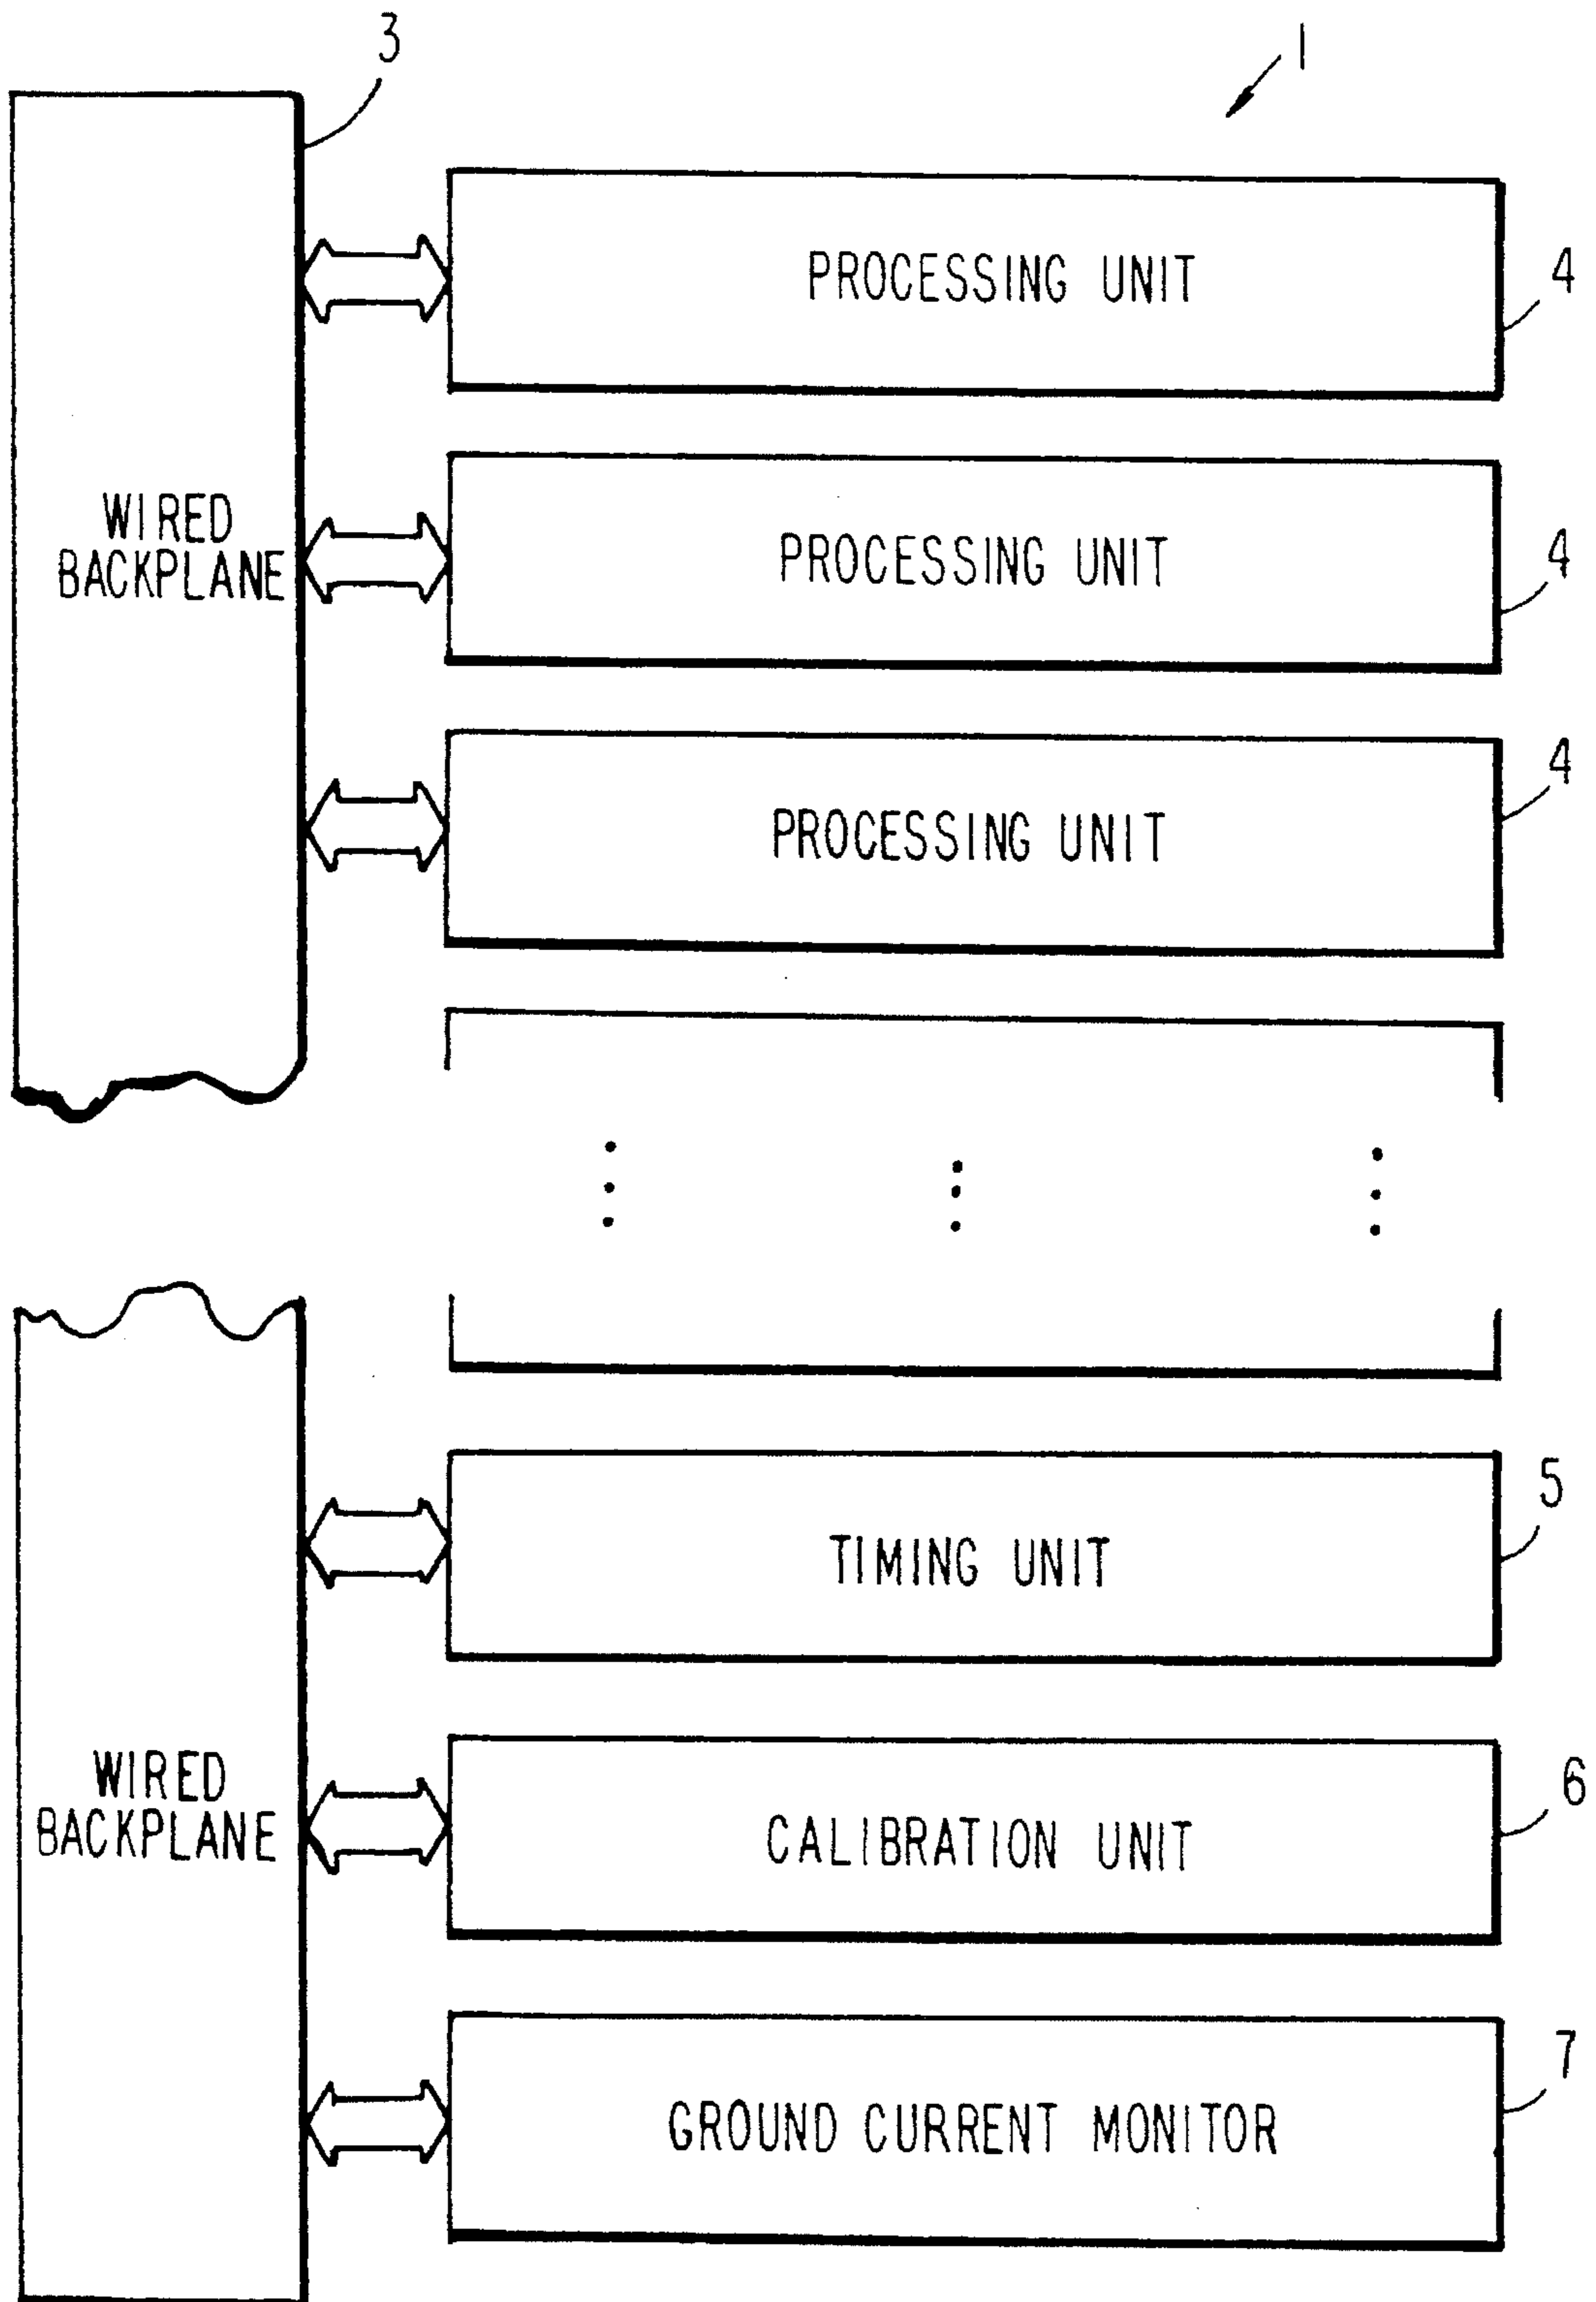 3
1
PROCESSING UNIT
4
WIRED
BACKPLANE
PROCESSING UNIT
4
PROCESSING UNIT
4
TIMING UNIT
5
WIRED
BACKPLANE
CALIBRATION UNIT
6
GROUND CURRENT MONITOR
7